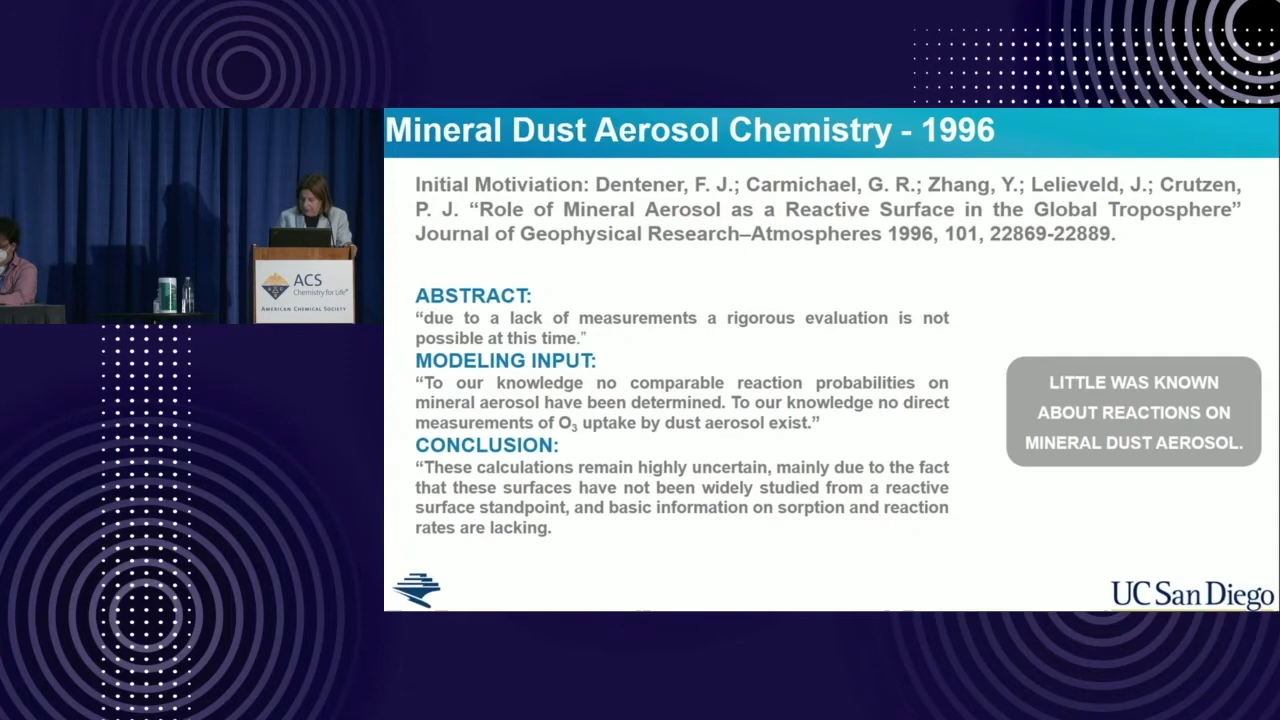 Mineral Dust Aerosol Chemistry - 1996
Initial Motiviation: Dentener, F. J.; Carmichael, G. R.; Zhang, Y.; Lelieveld, J.; Crutzen,
P. J. “Role of Mineral Aerosol as a Reactive Surface in the Global Troposphere”
Journal of Geophysical Research–Atmospheres 1996, 101, 22869-22889.
ABSTRACT:
“due to a lack of measurements a rigorous evaluation is not
possible at this time.”
MODELING INPUT:
“To our knowledge no comparable reaction probabilities on
mineral aerosol have been determined. To our knowledge no direct
measurements of O3 uptake by dust aerosol exist.”
CONCLUSION:
“These calculations remain highly uncertain, mainly due to the fact
that these surfaces have not been widely studied from a reactive
surface standpoint, and basic information on sorption and reaction
rates are lacking.
LITTLE WAS KNOWN
ABOUT REACTIONS ON
MINERAL DUST AEROSOL.
UC San Diego
ACS
Chemistry for Life®
AMERICAN CHEMICAL SOCIETY